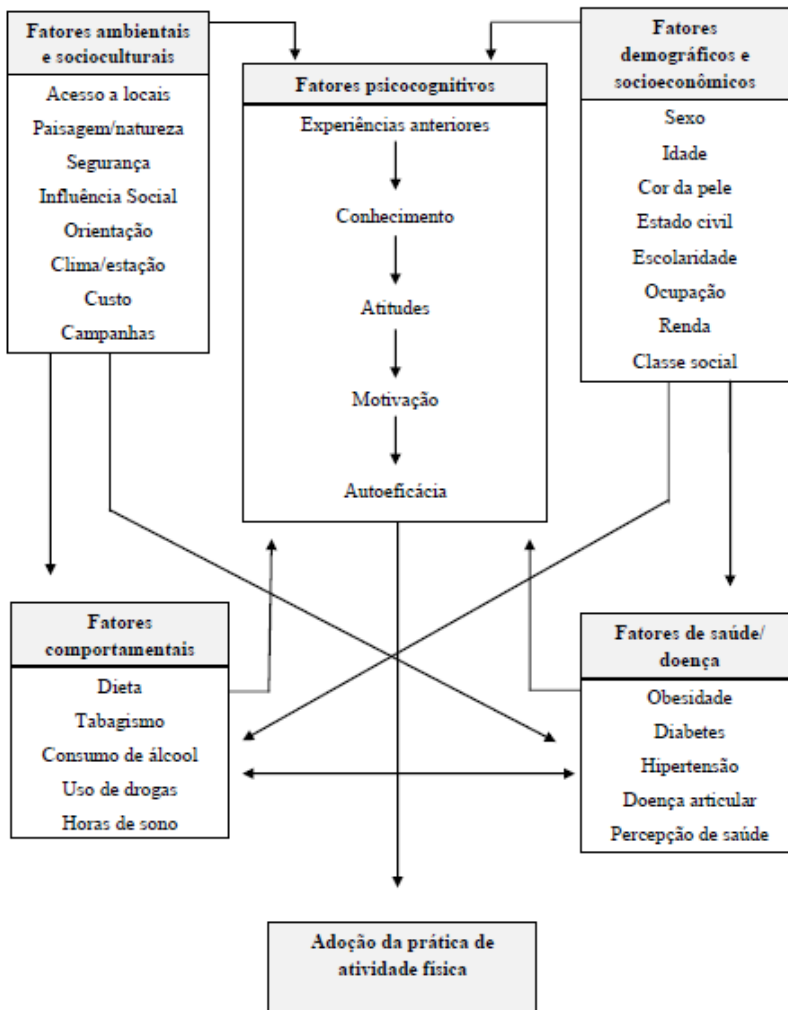 Fatores ambientais
e socioculturais
Acesso a locais
Paisagem/natureza
Segurança
Influência Social
Orientação
Clima/estação
Custo
Campanhas
Fatores psicocognitivos
Experiências anteriores
Conhecimento
Atitudes
Motivação
Autoeficácia
Fatores
demográficos e
socioeconômicos
Sexo
Idade
Cor da pele
Estado civil
Escolaridade
Ocupação
Renda
Classe social
Fatores
comportamentais
Dieta
Tabagismo
Consumo de álcool
Uso de drogas
Horas de sono
Fatores de saúde/
doença
Obesidade
Diabetes
Hipertensão
Doença articular
Percepção de saúde
Adoção da prática de
atividade física